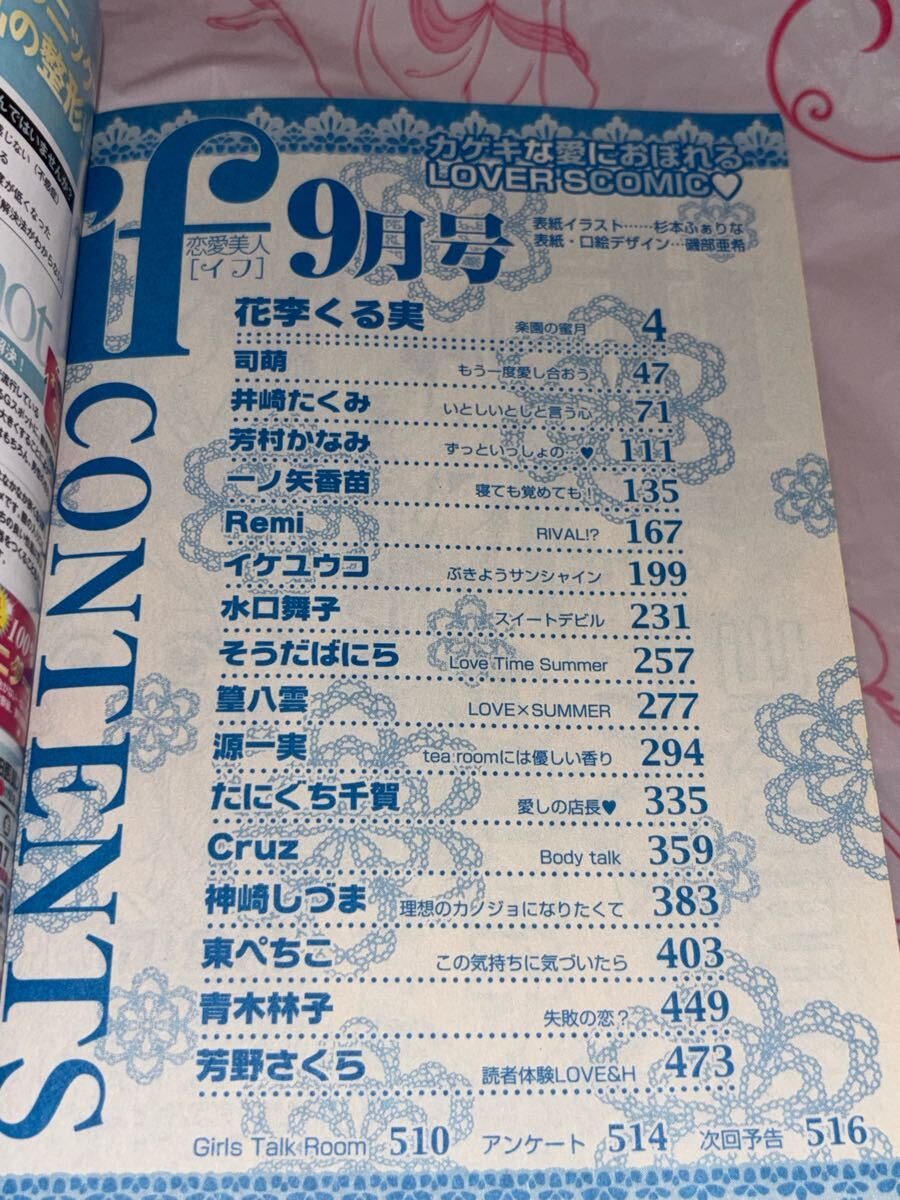 if
恋愛美人
[イフ]
9月号
カゲキな愛におぼれる
LOVER'SCOMIC♥
表紙イラスト……杉本ふぁりな
表紙・口絵デザイン…磯部亜希
CONTENTS
花李くる実 楽園の蜜月 4
司萌 もう一度愛し合おう 47
井崎たくみ いとしいとしと言う心 71
芳村かなみ ずっといっしょの…♥ 111
一ノ矢香苗 寝ても覚めても! 135
Remi RIVAL!? 167
イケユウコ ぶきようサンシャイン 199
水口舞子 スイートデビル 231
そうだばにら Love Time Summer 257
篁八雲 LOVE×SUMMER 277
源一実 tea roomには優しい香り 294
たにぐち千賀 愛しの店長♥ 335
Cruz Body talk 359
神崎しづま 理想のカノジョになりたくて 383
東ぺちこ この気持ちに気づいたら 403
青木林子 失敗の恋? 449
芳野さくら 読者体験LOVE&H 473
Girls Talk Room 510 アンケート 514 次回予告 516